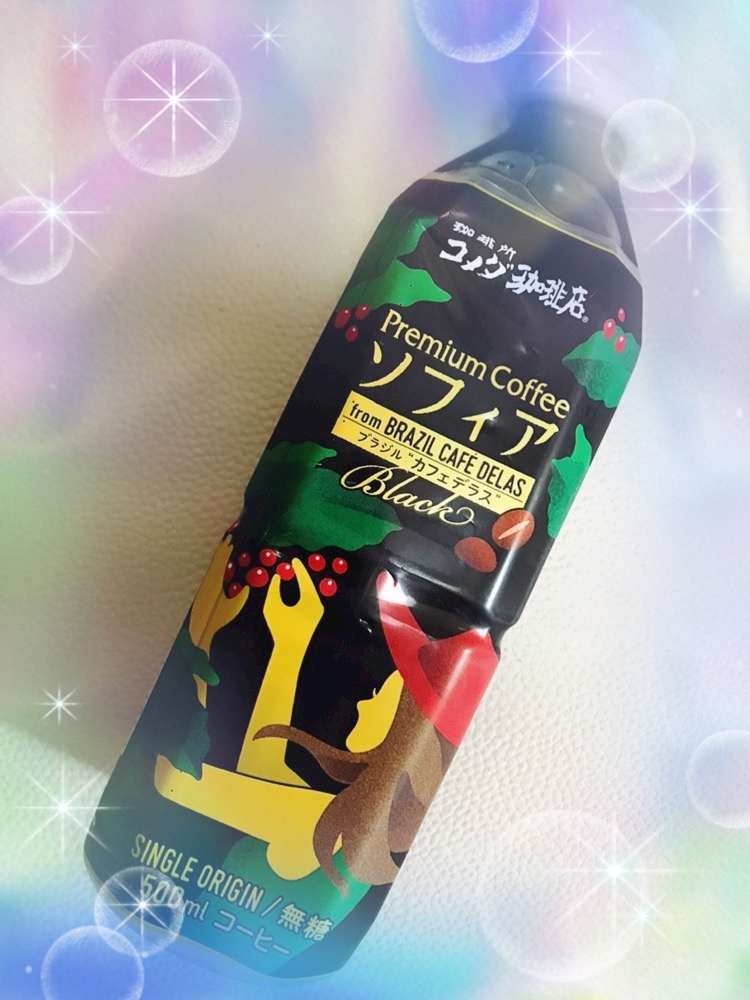 珈琲所
コメダ珈琲店®
Premium Coffee
ソフィア
from BRAZIL CAFÉ DELAS
ブラジル "カフェデラス"
Black
SINGLE ORIGIN / 無糖
500ml コーヒー